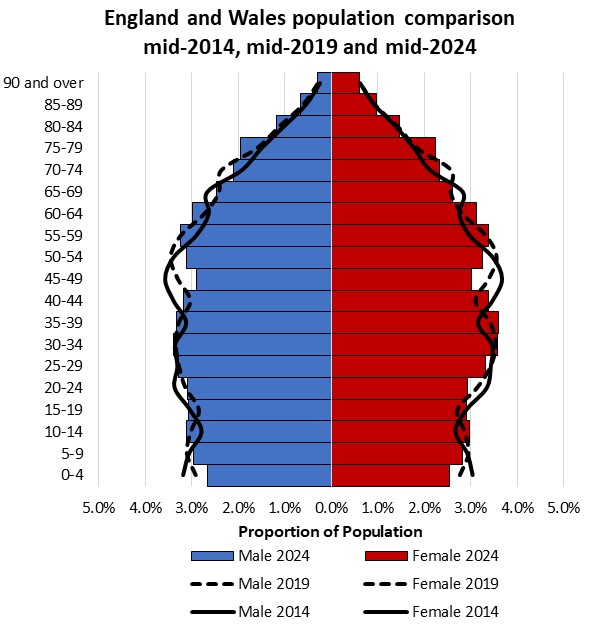 England and Wales population comparison
mid-2014, mid-2019 and mid-2024
90 and over
85-89
80-84
75-79
70-74
65-69
60-64
55-59
50-54
45-49
40-44
35-39
30-34
25-29
20-24
15-19
10-14
5-9
0-4
5.0% 4.0% 3.0% 2.0% 1.0% 0.0% 1.0% 2.0% 3.0% 4.0% 5.0%
Proportion of Population
Male 2024 Female 2024
Male 2019 Female 2019
Male 2014 Female 2014